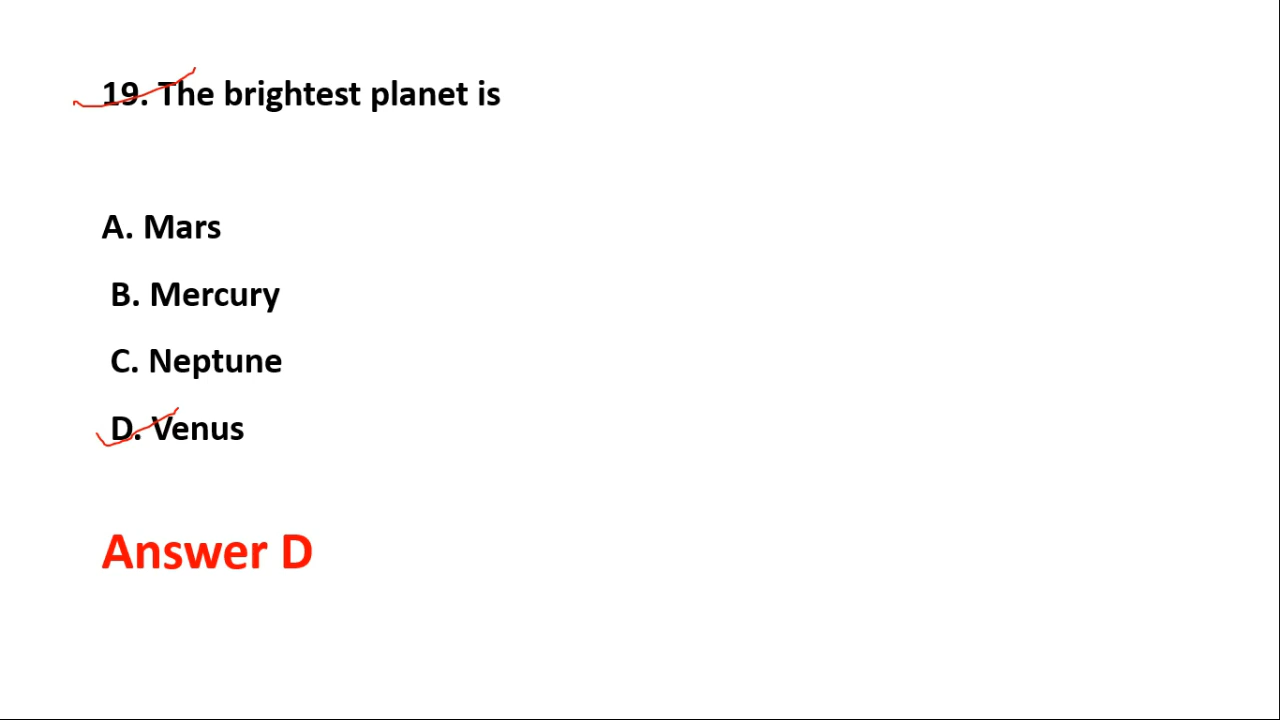 19. The brightest planet is
A. Mars
B. Mercury
C. Neptune
D. Venus
Answer D